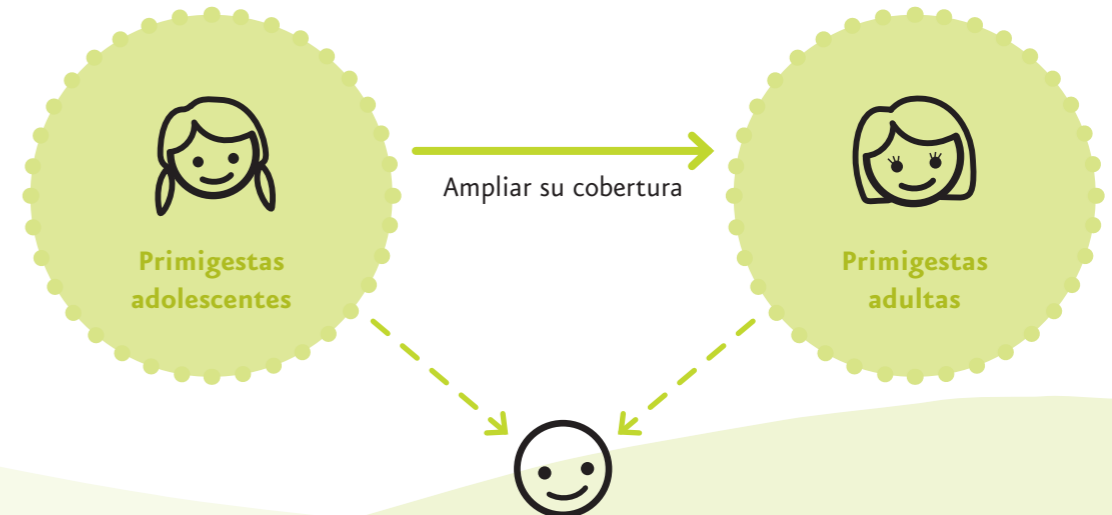 Ampliar su cobertura
Primigestas
adolescentes
Primigestas
adultas